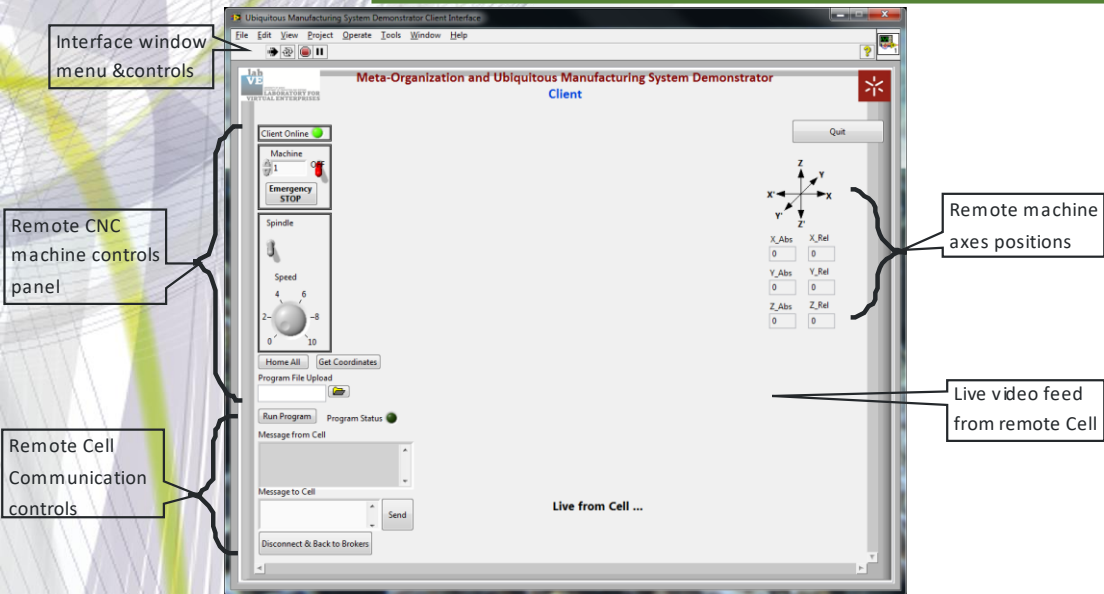 Ubiquitous Manufacturing System Demonstrator Client Interface
File Edit View Project Operate Tools Window Help
Interface window
menu &controls
lab
VE
LABORATORY FOR
VIRTUAL ENTERPRISES
Meta-Organization and Ubiquitous Manufacturing System Demonstrator
Client
Client Online
Quit
Machine
1
OFF
Emergency
STOP
Spindle
Speed
4 6
2 8
0 10
Home All Get Coordinates
Program File Upload
Run Program Program Status
Message from Cell
Message to Cell
Send
Disconnect & Back to Brokers
Z
Y
X' X
Y'
Z'
X_Abs X_Rel
0 0
Y_Abs Y_Rel
0 0
Z_Abs Z_Rel
0 0
Live from Cell ...
Remote CNC
machine controls
panel
Remote Cell
Communication
controls
Remote machine
axes positions
Live video feed
from remote Cell